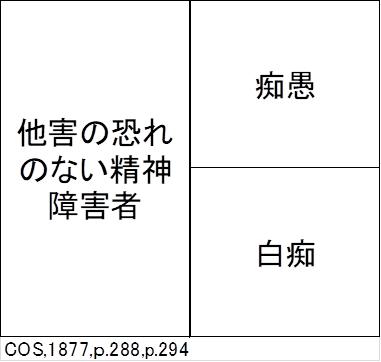 他害の恐れ
のない精神
障害者
痴愚
白痴
COS,1877,p.288,p.294